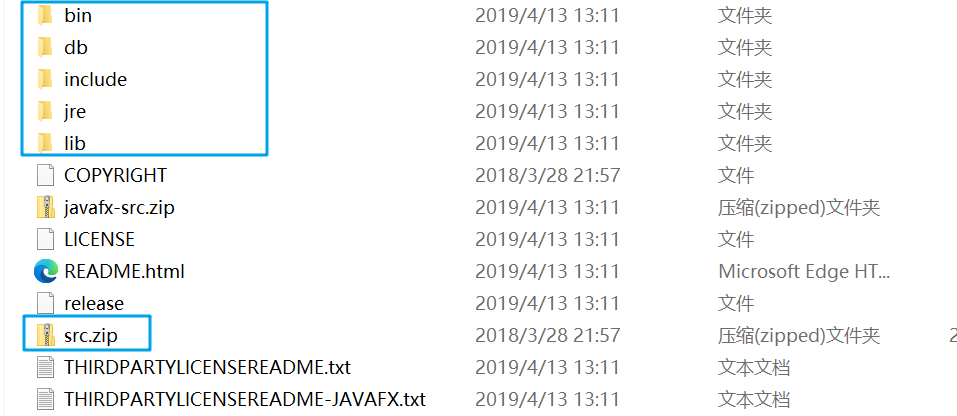 bin 2019/4/13 13:11 文件夹
db 2019/4/13 13:11 文件夹
include 2019/4/13 13:11 文件夹
jre 2019/4/13 13:11 文件夹
lib 2019/4/13 13:11 文件夹
COPYRIGHT 2018/3/28 21:57 文件
javafx-src.zip 2019/4/13 13:11 压缩(zipped)文件夹
LICENSE 2019/4/13 13:11 文件
README.html 2019/4/13 13:11 Microsoft Edge HT...
release 2019/4/13 13:11 文件
src.zip 2018/3/28 21:57 压缩(zipped)文件夹
THIRDPARTYLICENSEREADME.txt 2019/4/13 13:11 文本文档
THIRDPARTYLICENSEREADME-JAVAFX.txt 2019/4/13 13:11 文本文档